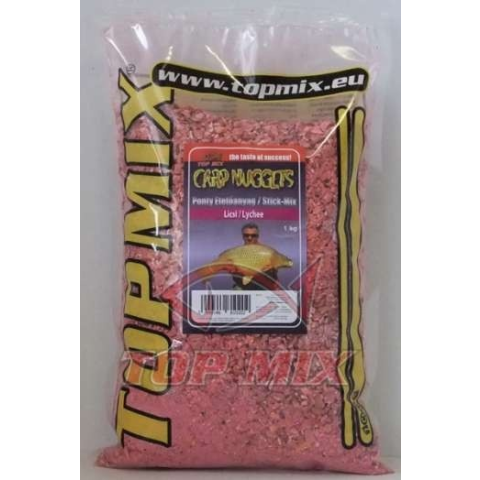 www.topmix.eu
TOP MIX
the taste of success!
TOP MIX
CARP NUGGETS
Ponty Etetőanyag / Stick-Mix
Licsi / Lychee
1 kg
TOP MIX